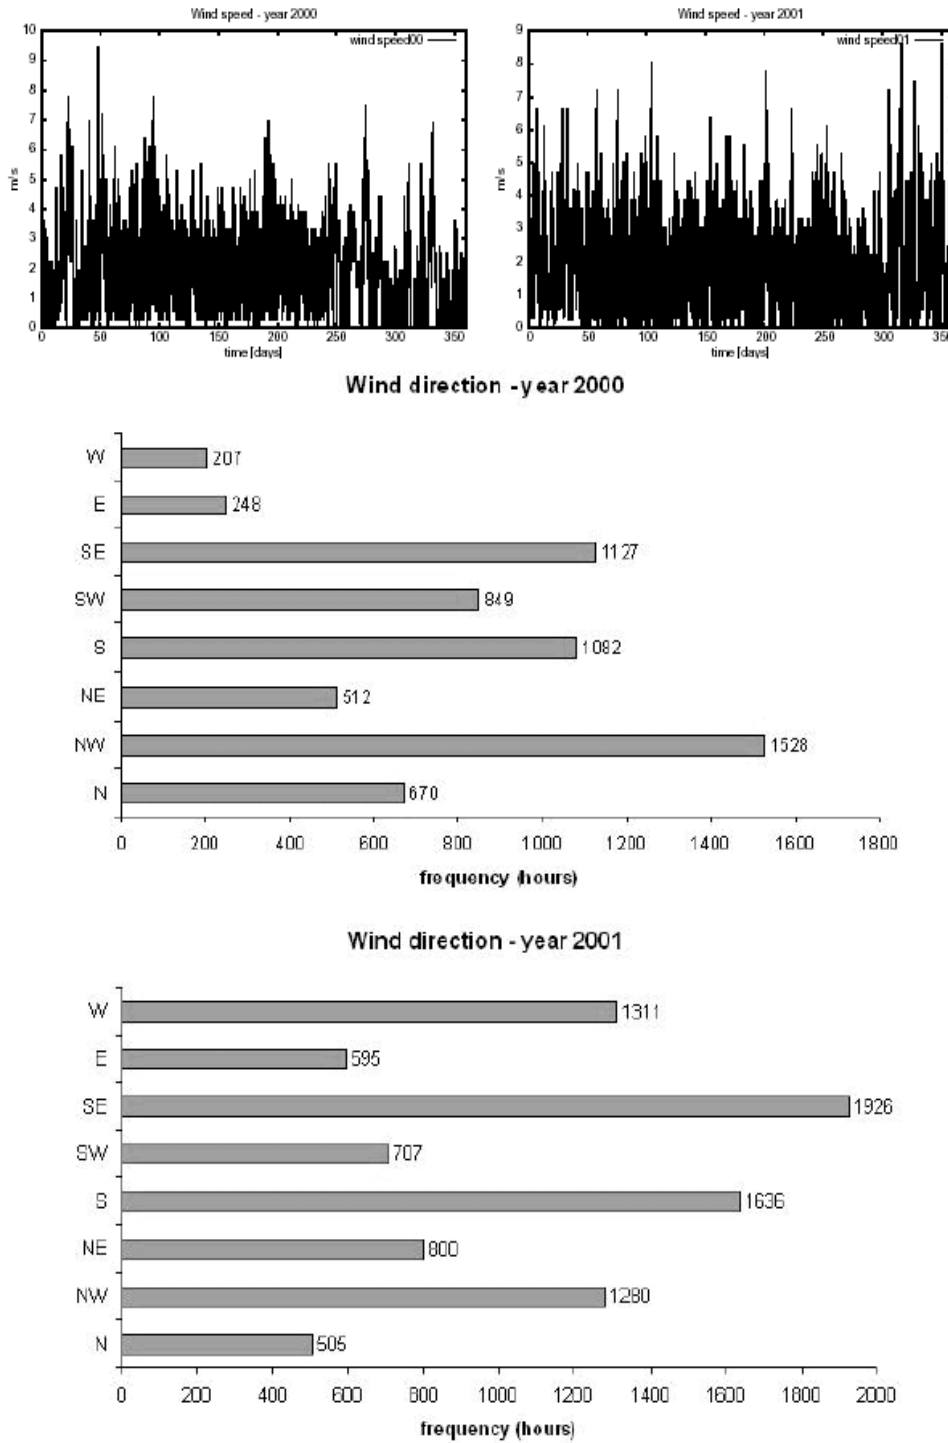 Wind speed - year 2000
wind speed00
10
9
8
7
6
5
4
3
2
1
0
m/s
0 50 100 150 200 250 300 350
time [days]
Wind speed - year 2001
wind speed01
9
8
7
6
5
4
3
2
1
0
m/s
0 50 100 150 200 250 300 350
time [days]
Wind direction - year 2000
W 207
E 248
SE 1127
SW 849
S 1082
NE 512
NW 1528
N 670
0 200 400 600 800 1000 1200 1400 1600 1800
frequency (hours)
Wind direction - year 2001
W 1311
E 595
SE 1926
SW 707
S 1636
NE 800
NW 1280
N 505
0 200 400 600 800 1000 1200 1400 1600 1800 2000
frequency (hours)